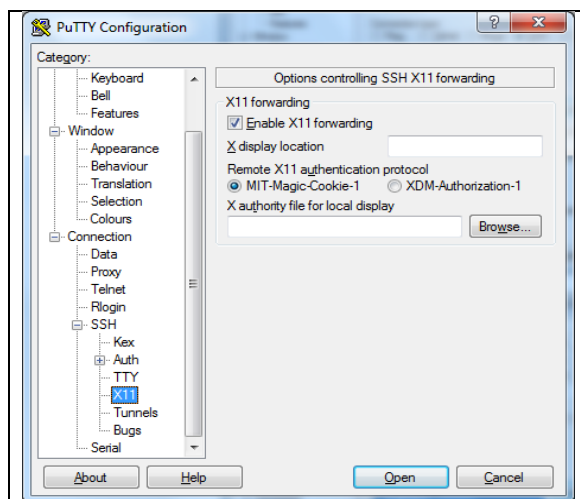 PuTTY Configuration
Category:
Keyboard
Bell
Features
Window
Appearance
Behaviour
Translation
Selection
Colours
Connection
Data
Proxy
Telnet
Rlogin
SSH
Kex
Auth
TTY
X11
Tunnels
Bugs
Serial
Options controlling SSH X11 forwarding
X11 forwarding
Enable X11 forwarding
X display location
Remote X11 authentication protocol
MIT-Magic-Cookie-1 XDM-Authorization-1
X authority file for local display
Browse...
About Help Open Cancel